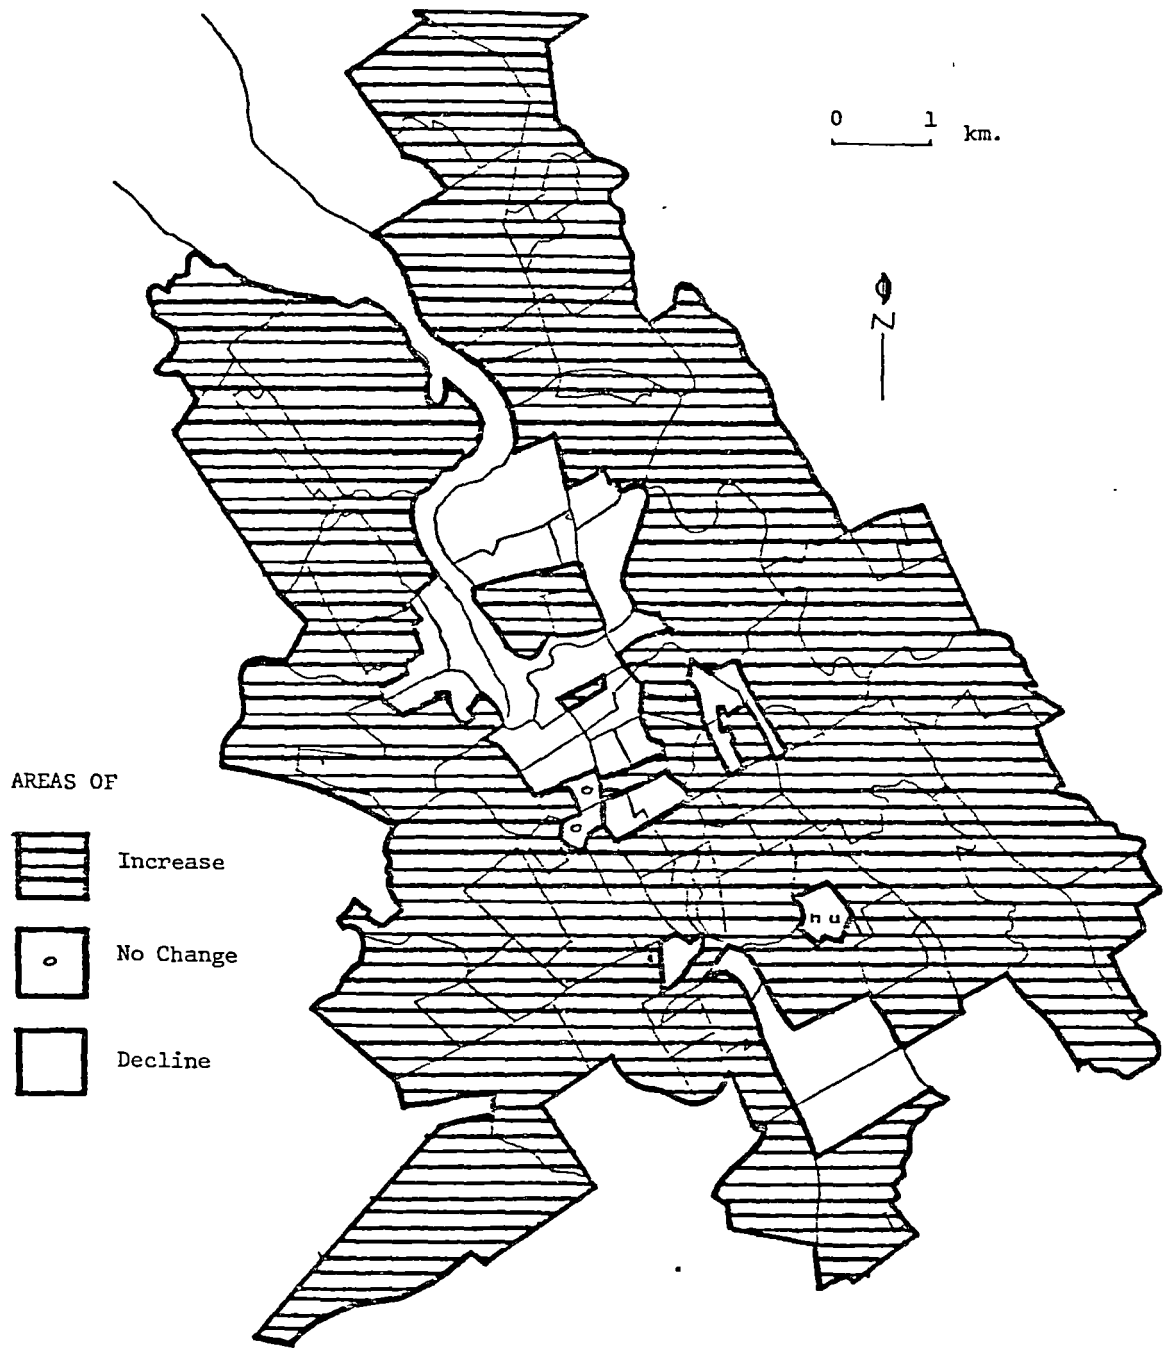 0 1 km.
N
AREAS OF
Increase
o No Change
Decline
o
o
n u